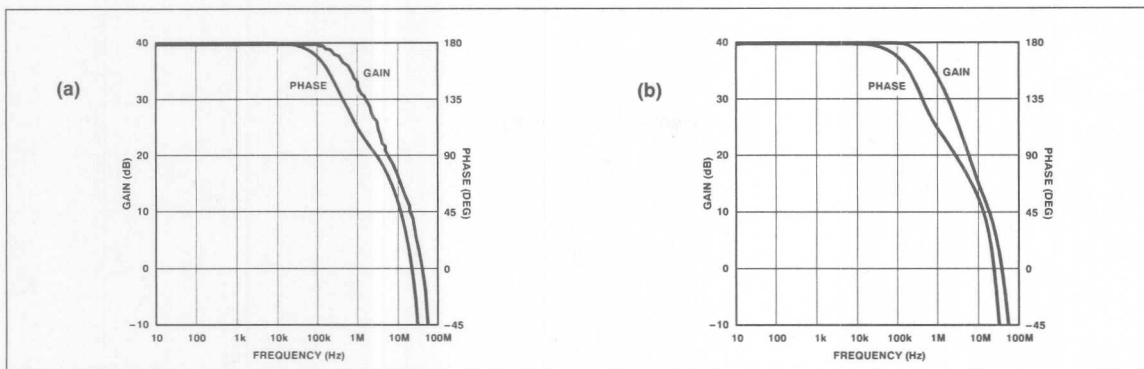 (a)
GAIN (dB)
40
30
20
10
0
−10
PHASE
GAIN
180
135
90
45
0
−45
PHASE (DEG)
10 100 1k 10k 100k 1M 10M 100M
FREQUENCY (Hz)
(b)
GAIN (dB)
40
30
20
10
0
−10
GAIN
PHASE
180
135
90
45
0
−45
PHASE (DEG)
10 100 1k 10k 100k 1M 10M 100M
FREQUENCY (Hz)